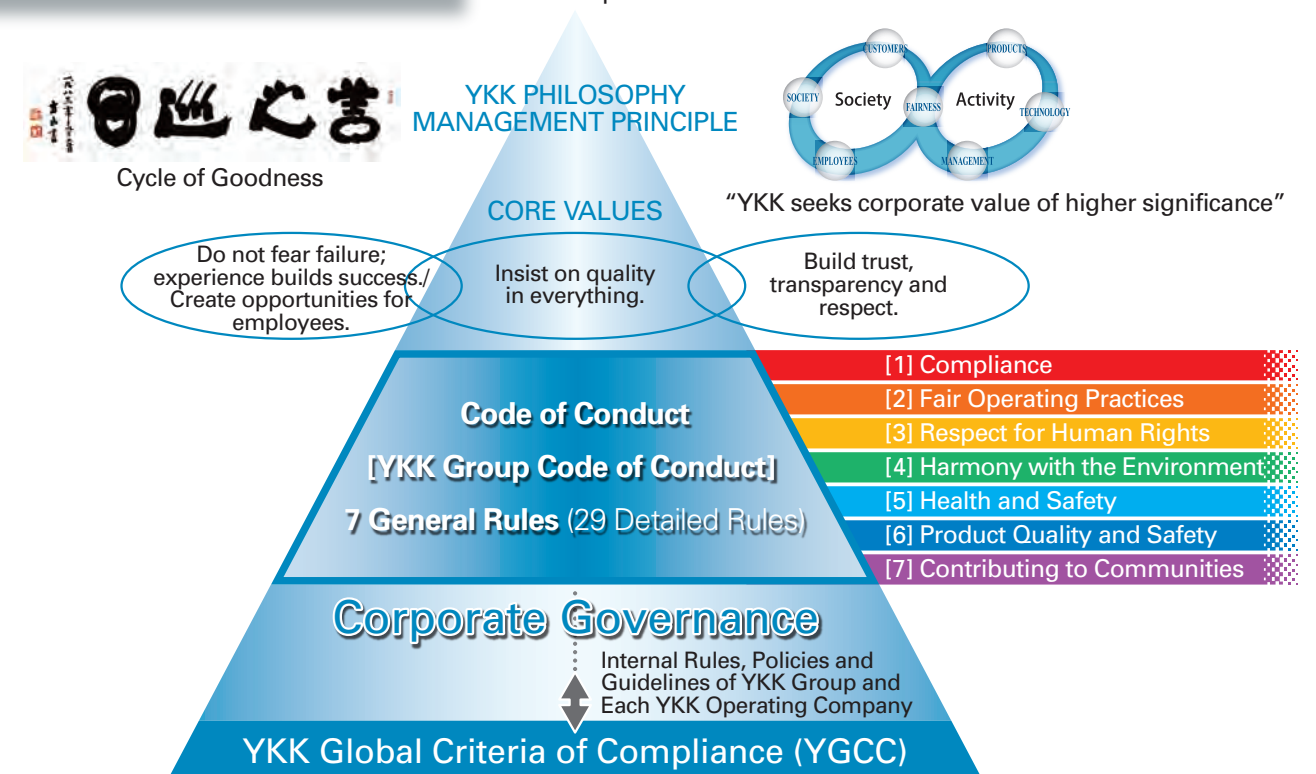 善之巡囘
Cycle of Goodness
YKK PHILOSOPHY
MANAGEMENT PRINCIPLE
CUSTOMERS
PRODUCTS
SOCIETY
Society
FAIRNESS
Activity
TECHNOLOGY
EMPLOYEES
MANAGEMENT
“YKK seeks corporate value of higher significance”
CORE VALUES
Do not fear failure;
experience builds success./
Create opportunities for
employees.
Insist on quality
in everything.
Build trust,
transparency and
respect.
Code of Conduct
[YKK Group Code of Conduct]
7 General Rules (29 Detailed Rules)
[1] Compliance
[2] Fair Operating Practices
[3] Respect for Human Rights
[4] Harmony with the Environment
[5] Health and Safety
[6] Product Quality and Safety
[7] Contributing to Communities
Corporate Governance
Internal Rules, Policies and
Guidelines of YKK Group and
Each YKK Operating Company
YKK Global Criteria of Compliance (YGCC)